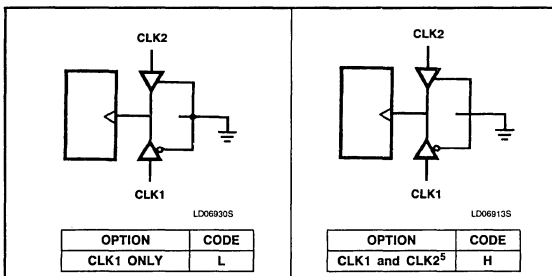 CLK2
CLK1
LD06930S
OPTION CODE
CLK1 ONLY L
CLK2
CLK1
LD06913S
OPTION CODE
CLK1 and CLK2⁵ H